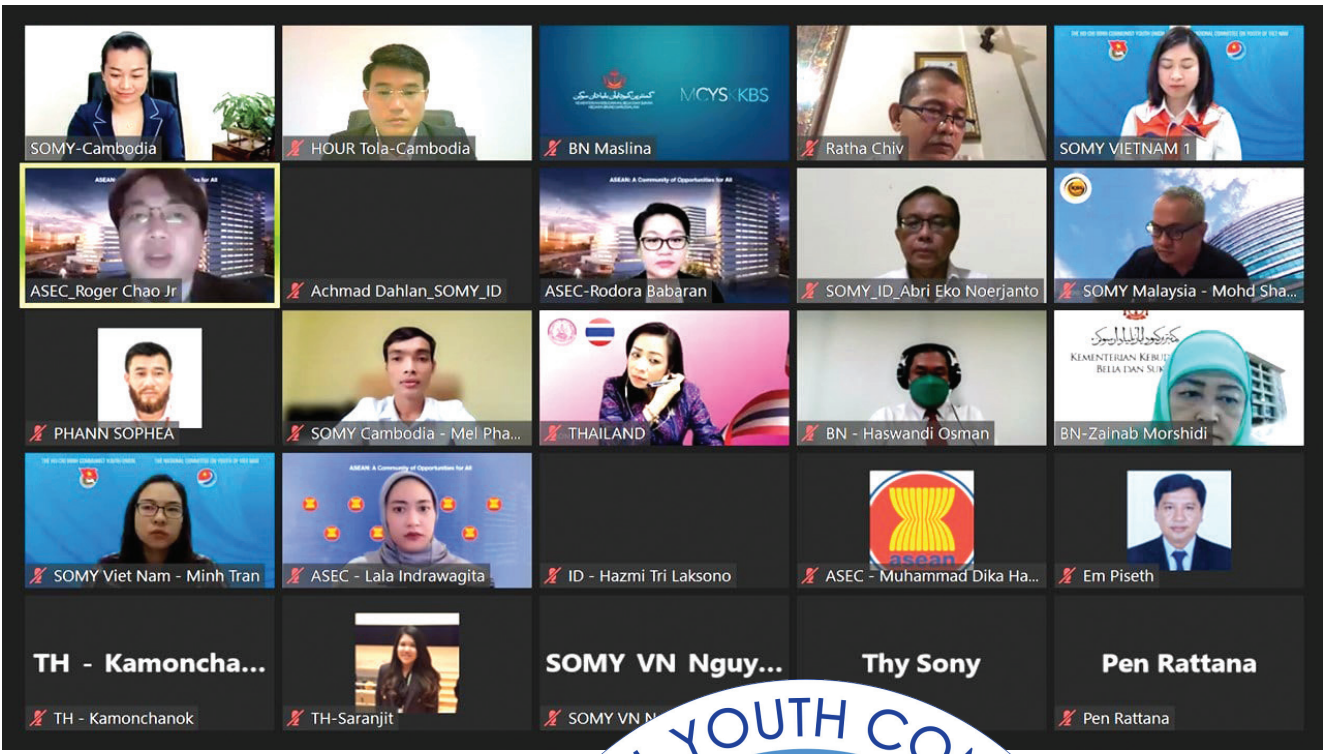 SOMY-Cambodia
HOUR Tola-Cambodia
MCYS KBS
BN Maslina
Ratha Chiv
SOMY VIETNAM 1
ASEC_Roger Chao Jr
Achmad Dahlan_SOMY_ID
ASEAN: A Community of Opportunities for All
ASEC-Rodora Babaran
SOMY_ID_Abri Eko Noerjanto
SOMY Malaysia - Mohd Sha...
PHANN SOPHEA
SOMY Cambodia - Mel Pha...
THAILAND
BN - Haswandi Osman
KEMENTERIAN KEBU
BELIA DAN SUK
BN-Zainab Morshidi
SOMY Viet Nam - Minh Tran
ASEAN: A Community of Opportunities for All
ASEC - Lala Indrawagita
ID - Hazmi Tri Laksono
asean
ASEC - Muhammad Dika Ha...
Em Piseth
TH - Kamoncha...
TH - Kamonchanok
TH-Saranjit
SOMY VN Nguy...
SOMY VN N
Thy Sony
Pen Rattana
Pen Rattana
YOUTH CO